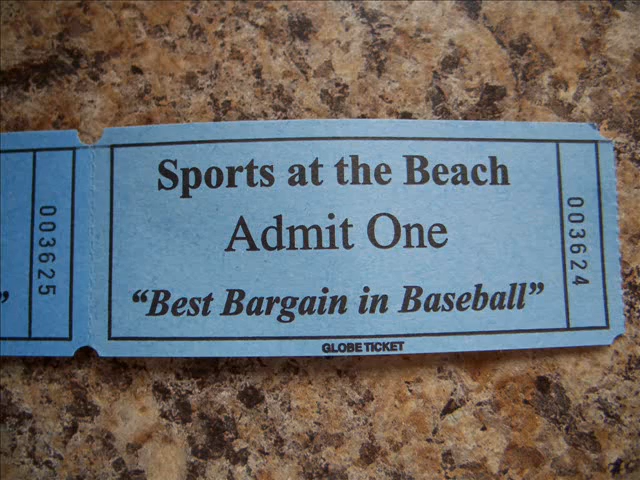 Sports at the Beach
Admit One
"Best Bargain in Baseball"
GLOBE TICKET
003624
003625
"